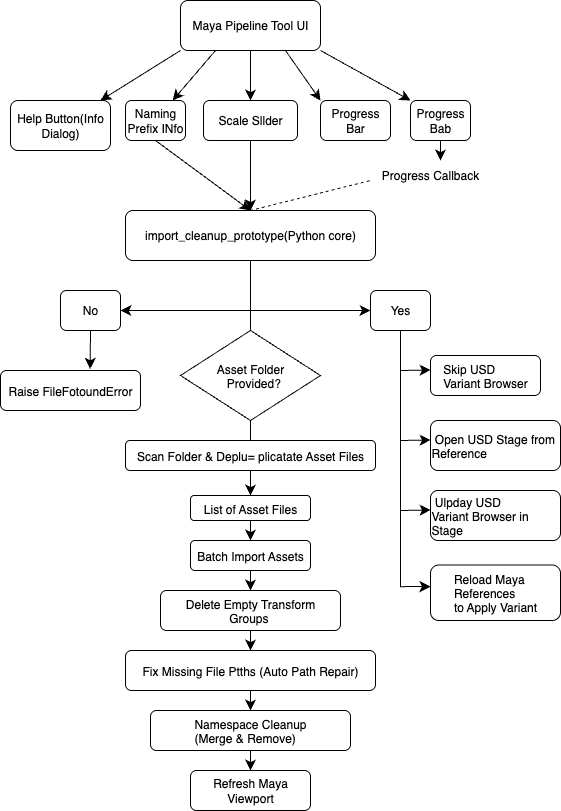 Maya Pipeline Tool UI
Help Button(Info
Dialog)
Naming
Prefix INfo
Scale SlIder
Progress
Bar
Progress
Bab
Progress Callback
import_cleanup_prototype(Python core)
No
Yes
Asset Folder
Provided?
Raise FileFotoundError
Skip USD
Variant Browser
Open USD Stage from
Reference
Ulpday USD
Variant Browser in
Stage
Reload Maya
References
to Apply Variant
Scan Folder & Deplu= plicatate Asset Files
List of Asset Files
Batch Import Assets
Delete Empty Transform
Groups
Fix Missing File Ptths (Auto Path Repair)
Namespace Cleanup
(Merge & Remove)
Refresh Maya
Viewport